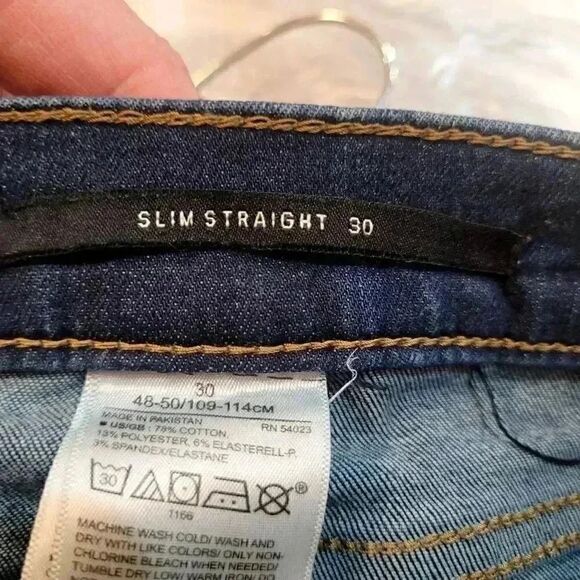 SLIM STRAIGHT 30
30
48-50/109-114CM
MADE IN PAKISTAN RN 54023
■ US/GB : 78% COTTON,
13% POLYESTER, 6% ELASTERELL-P,
3% SPANDEX/ELASTANE
30
1166
MACHINE WASH COLD/ WASH AND
DRY WITH LIKE COLORS/ ONLY NON-
CHLORINE BLEACH WHEN NEEDED/
TUMBLE DRY LOW/ WARM IRON/ DO